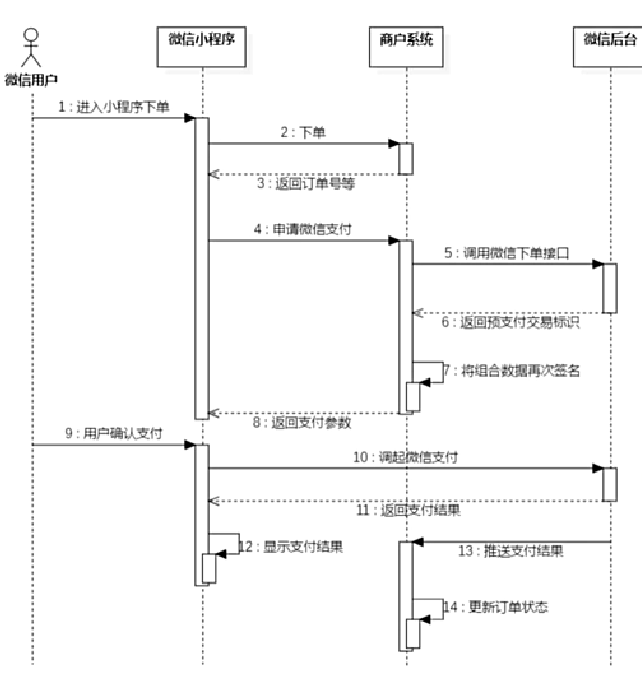 微信小程序
商户系统
微信后台
微信用户
1 : 进入小程序下单
2 : 下单
3 : 返回订单号等
4 : 申请微信支付
5 : 调用微信下单接口
6 : 返回预支付交易标识
7 : 将组合数据再次签名
8 : 返回支付参数
9 : 用户确认支付
10 : 调起微信支付
11 : 返回支付结果
12 : 显示支付结果
13 : 推送支付结果
14 : 更新订单状态